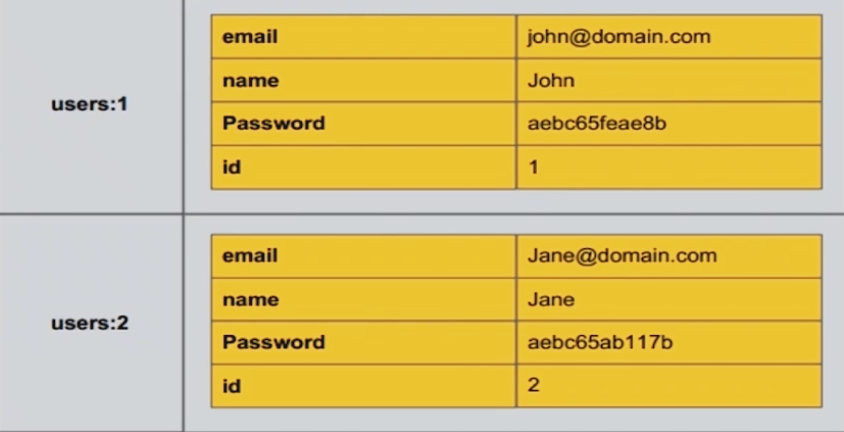 users:1
email john@domain.com
name John
Password aebc65feae8b
id 1
users:2
email Jane@domain.com
name Jane
Password aebc65ab117b
id 2